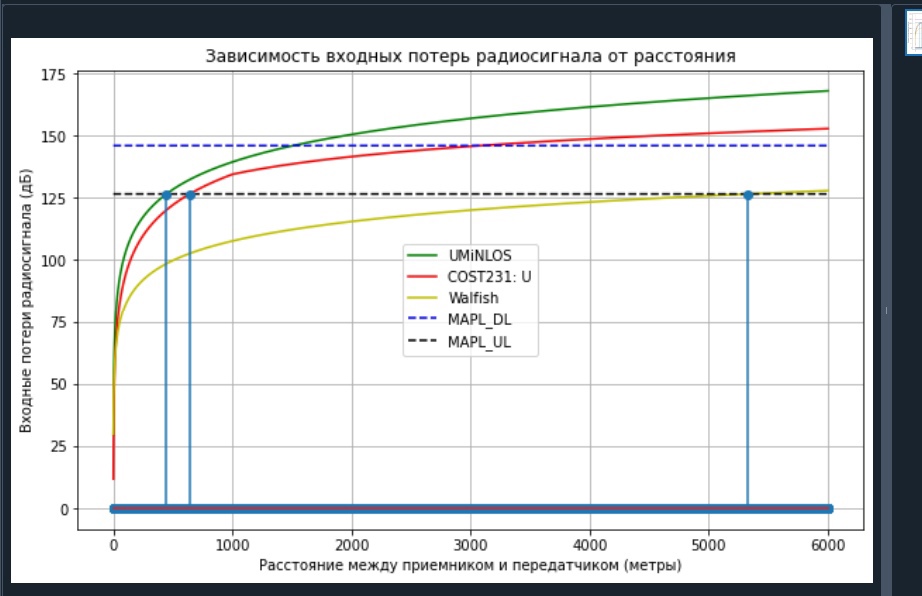 Зависимость входных потерь радиосигнала от расстояния
Входные потери радиосигнала (дБ)
175
150
125
100
75
50
25
0
UMiNLOS
COST231: U
Walfish
MAPL_DL
MAPL_UL
0 1000 2000 3000 4000 5000 6000
Расстояние между приемником и передатчиком (метры)